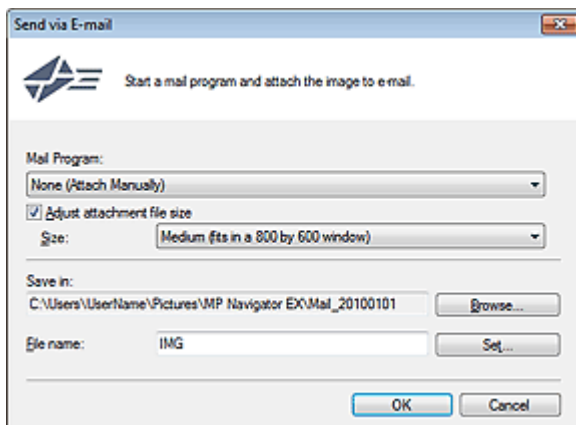 Send via E-mail
Start a mail program and attach the image to e-mail.
Mail Program:
None (Attach Manually)
Adjust attachment file size
Size: Medium (fits in a 800 by 600 window)
Save in:
C:\Users\UserName\Pictures\MP Navigator EX\Mail_20100101 Browse...
File name: IMG Set...
OK Cancel